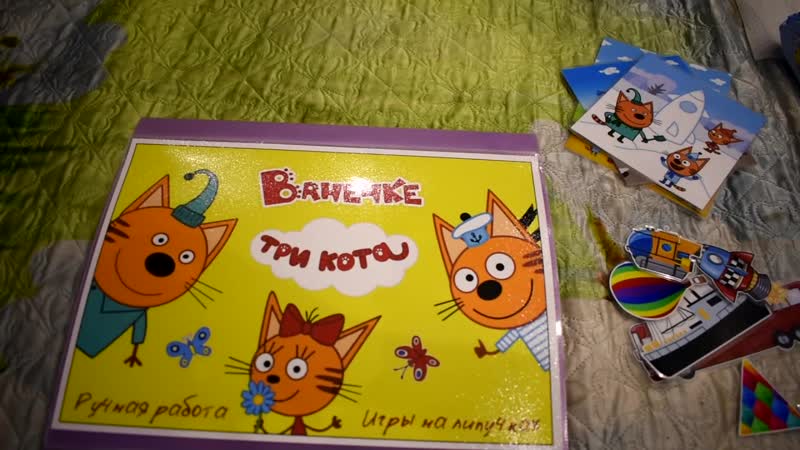 Ванечке
ТРИ КОТА
Ручная работа
Игры на липучках